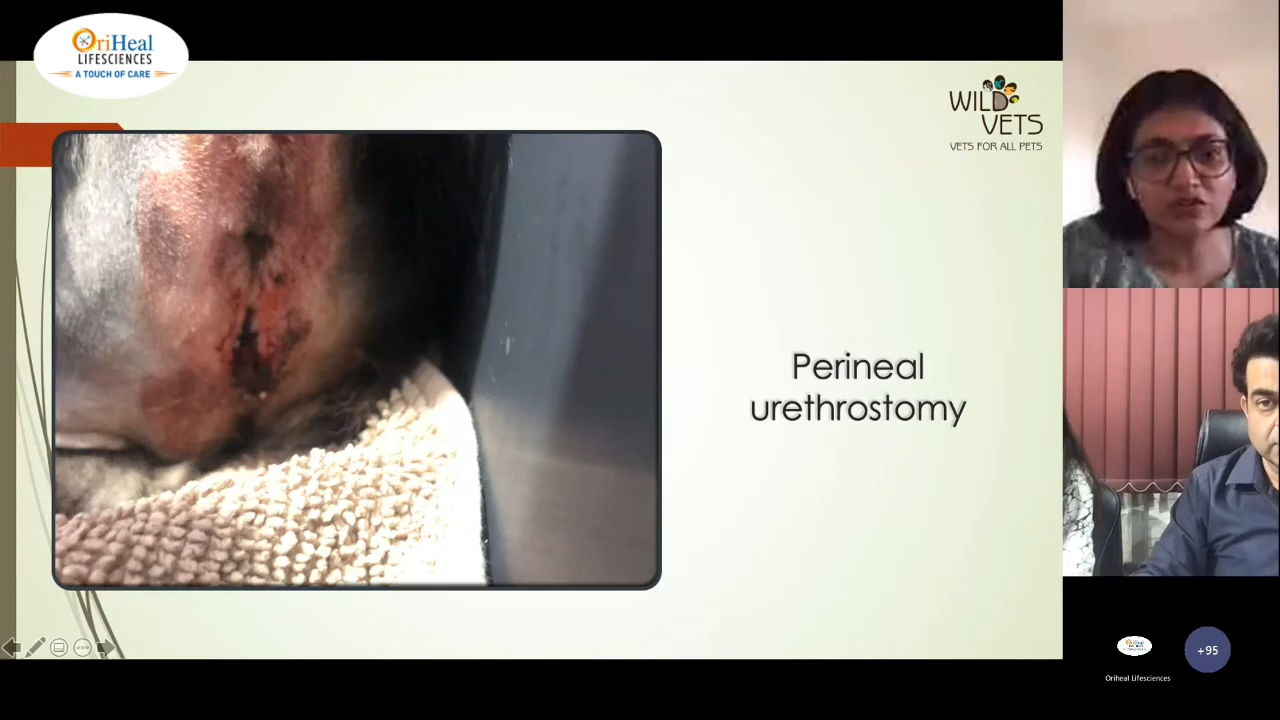 OriHeal
LIFESCIENCES
A TOUCH OF CARE
WILD
VETS
VETS FOR ALL PETS
Perineal
urethrostomy
+95
Oriheal Lifesciences